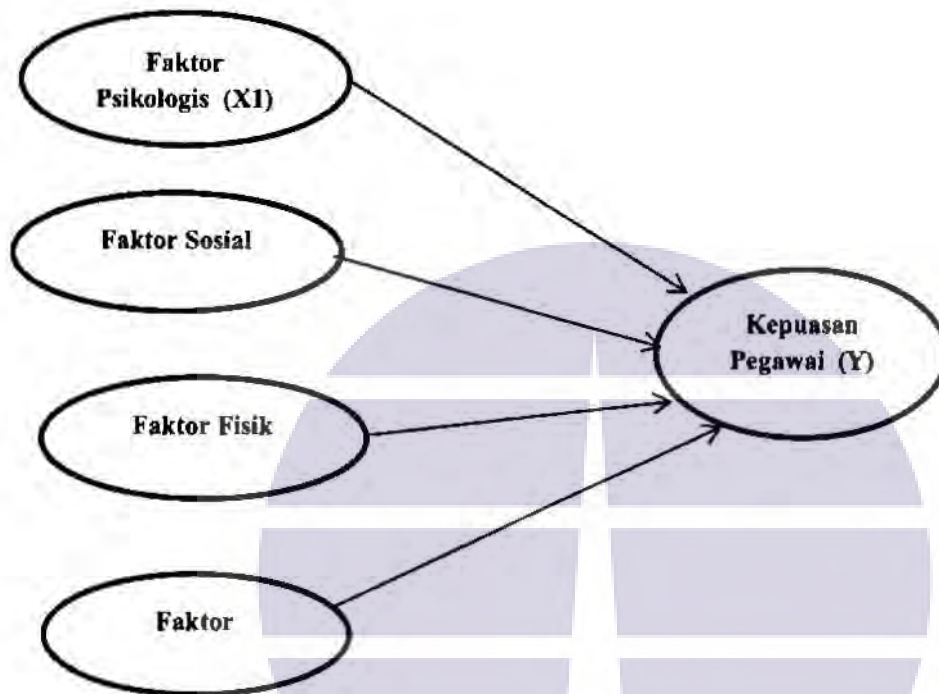 Faktor
Psikologis (X1)
Faktor Sosial
Kepuasan
Pegawai (Y)
Faktor Fisik
Faktor